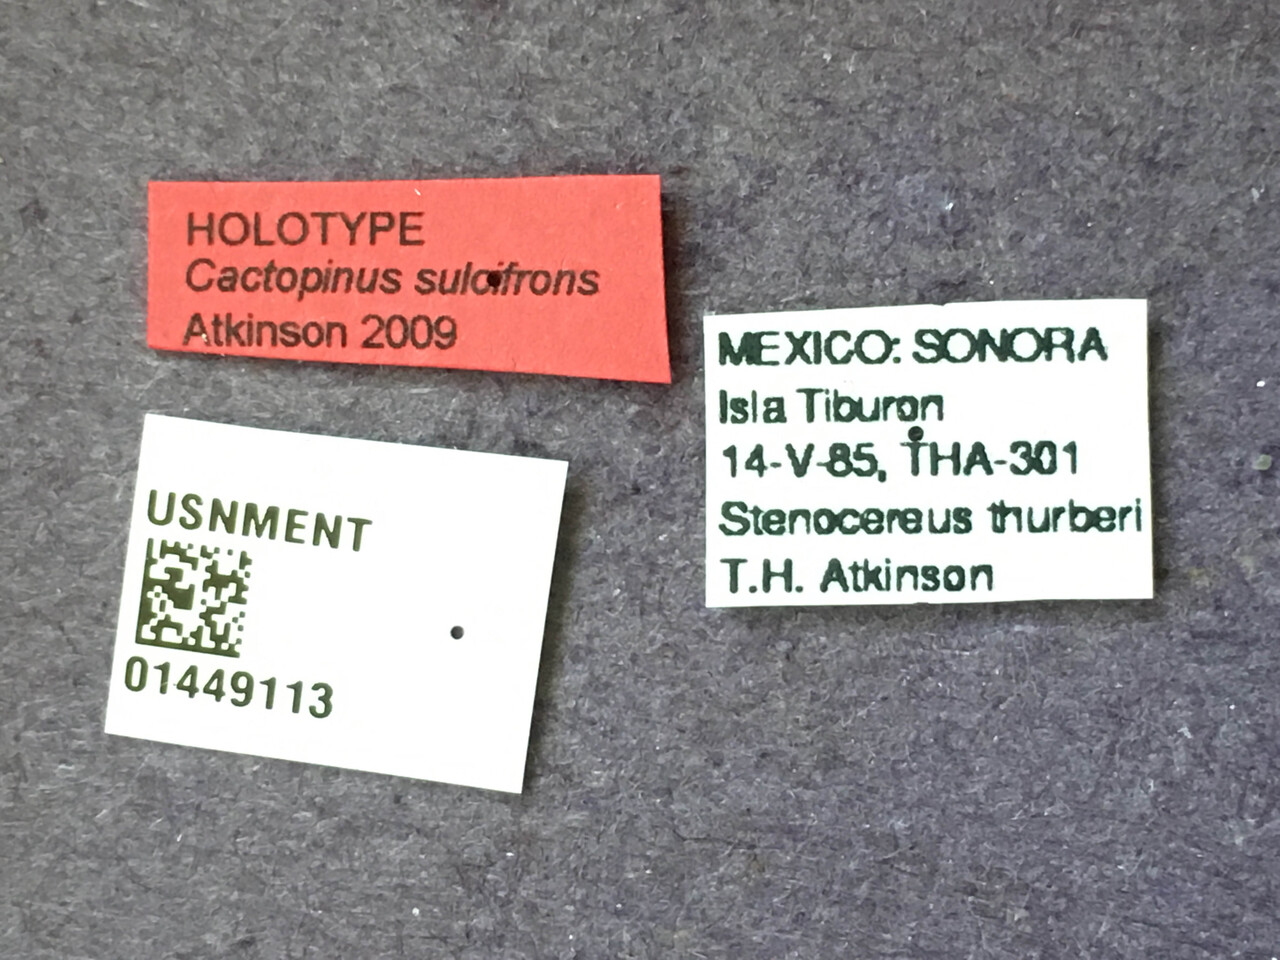 HOLOTYPE
Cactopinus sulcifrons
Atkinson 2009
USNMENT
01449113
MEXICO: SONORA
Isla Tiburon
14-V-85, THA-301
Stenocereus thurberi
T.H. Atkinson